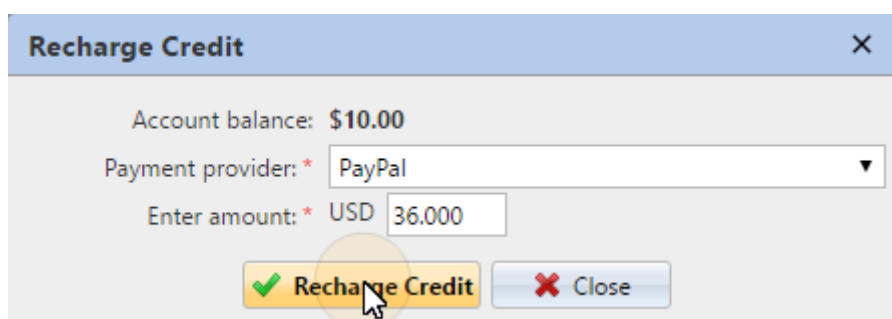 Recharge Credit
Account balance: $10.00
Payment provider: * PayPal
Enter amount: * USD 36.000
Recharge Credit Close